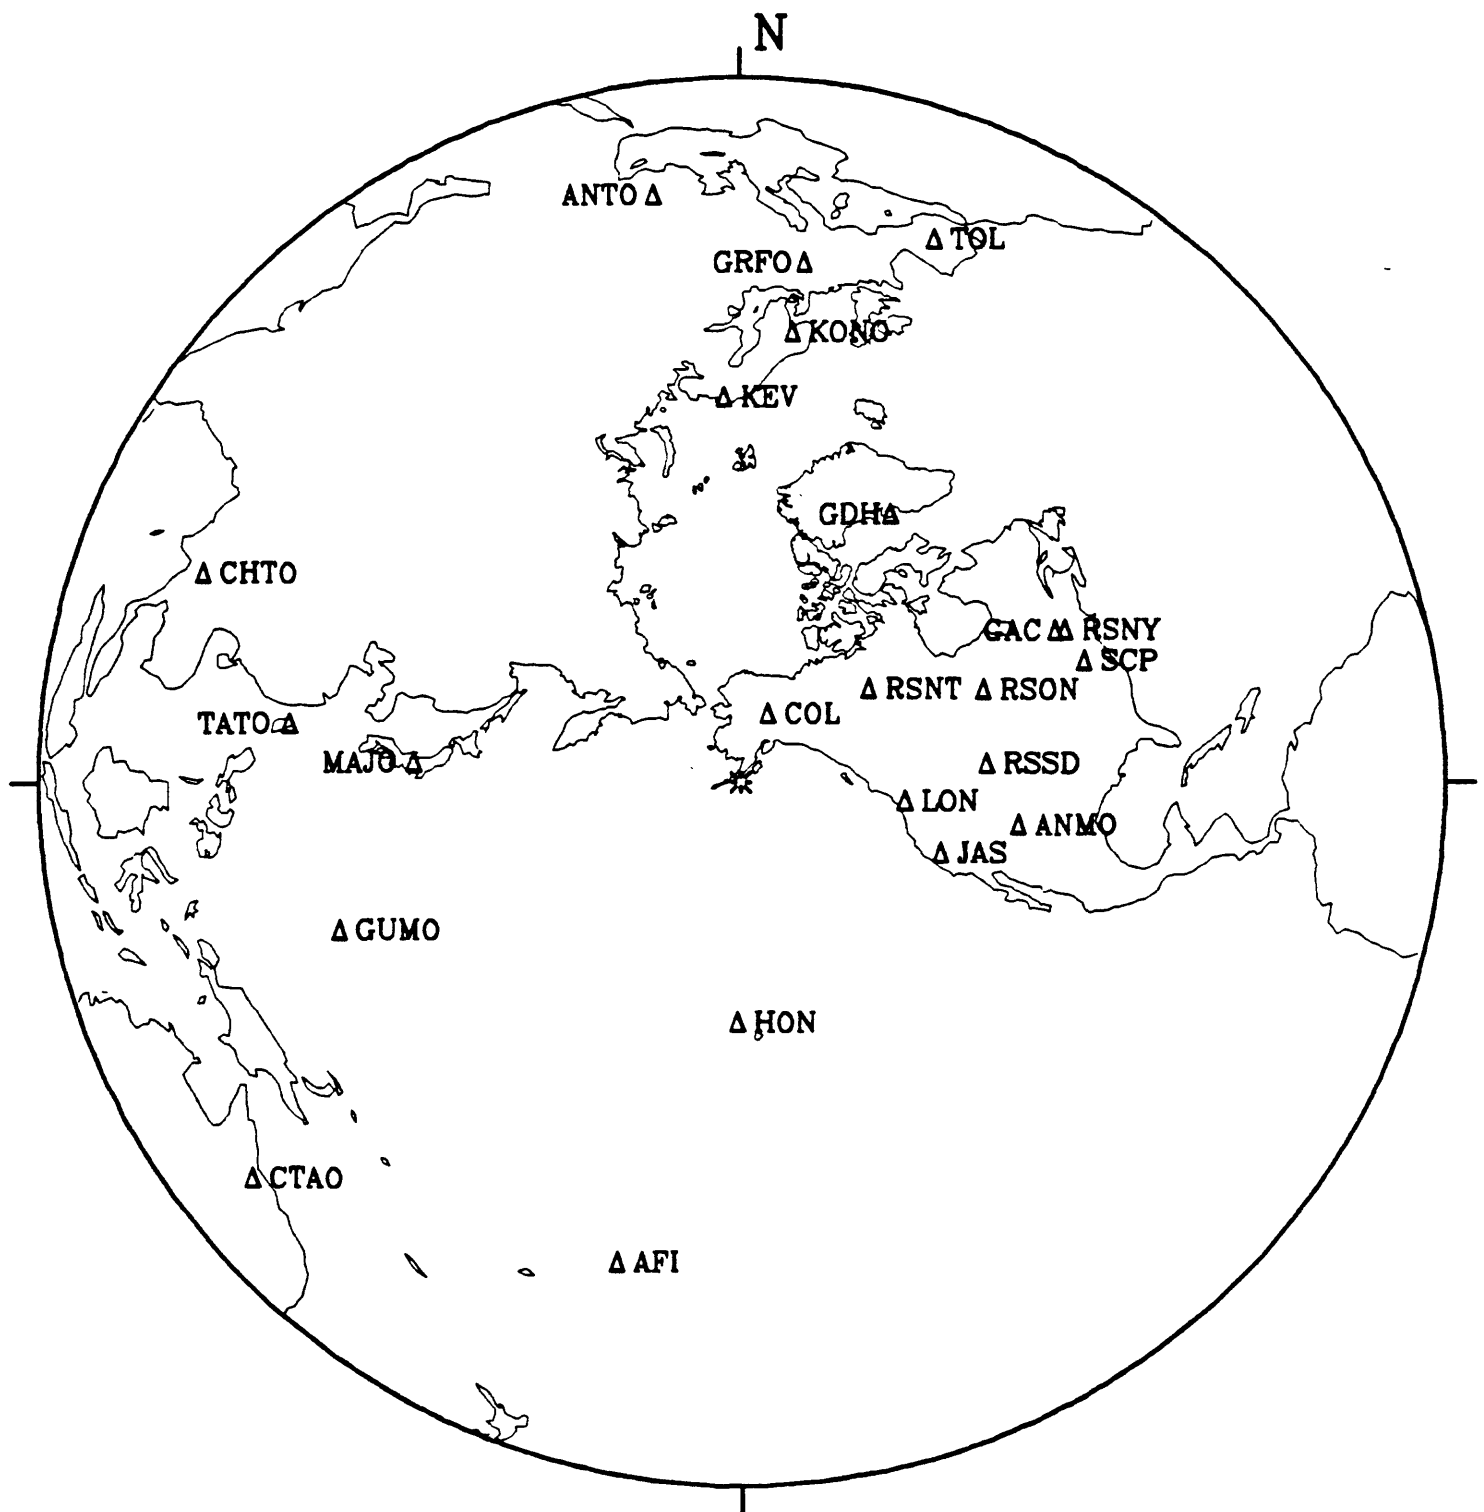 N
ANTO
TOL
GRFO
KONO
KEV
GDH
CHTO
GAC RSNY
SCP
RSNT RSON
COL
TATO
MAJO
RSSD
LON
ANMO
JAS
GUMO
HON
CTAO
AFI